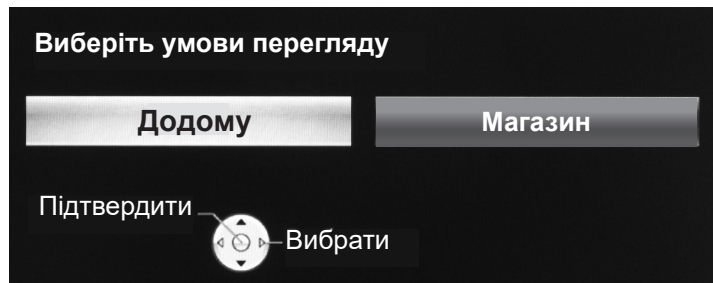 Виберіть умови перегляду
Додому
Магазин
Підтвердити
Вибрати